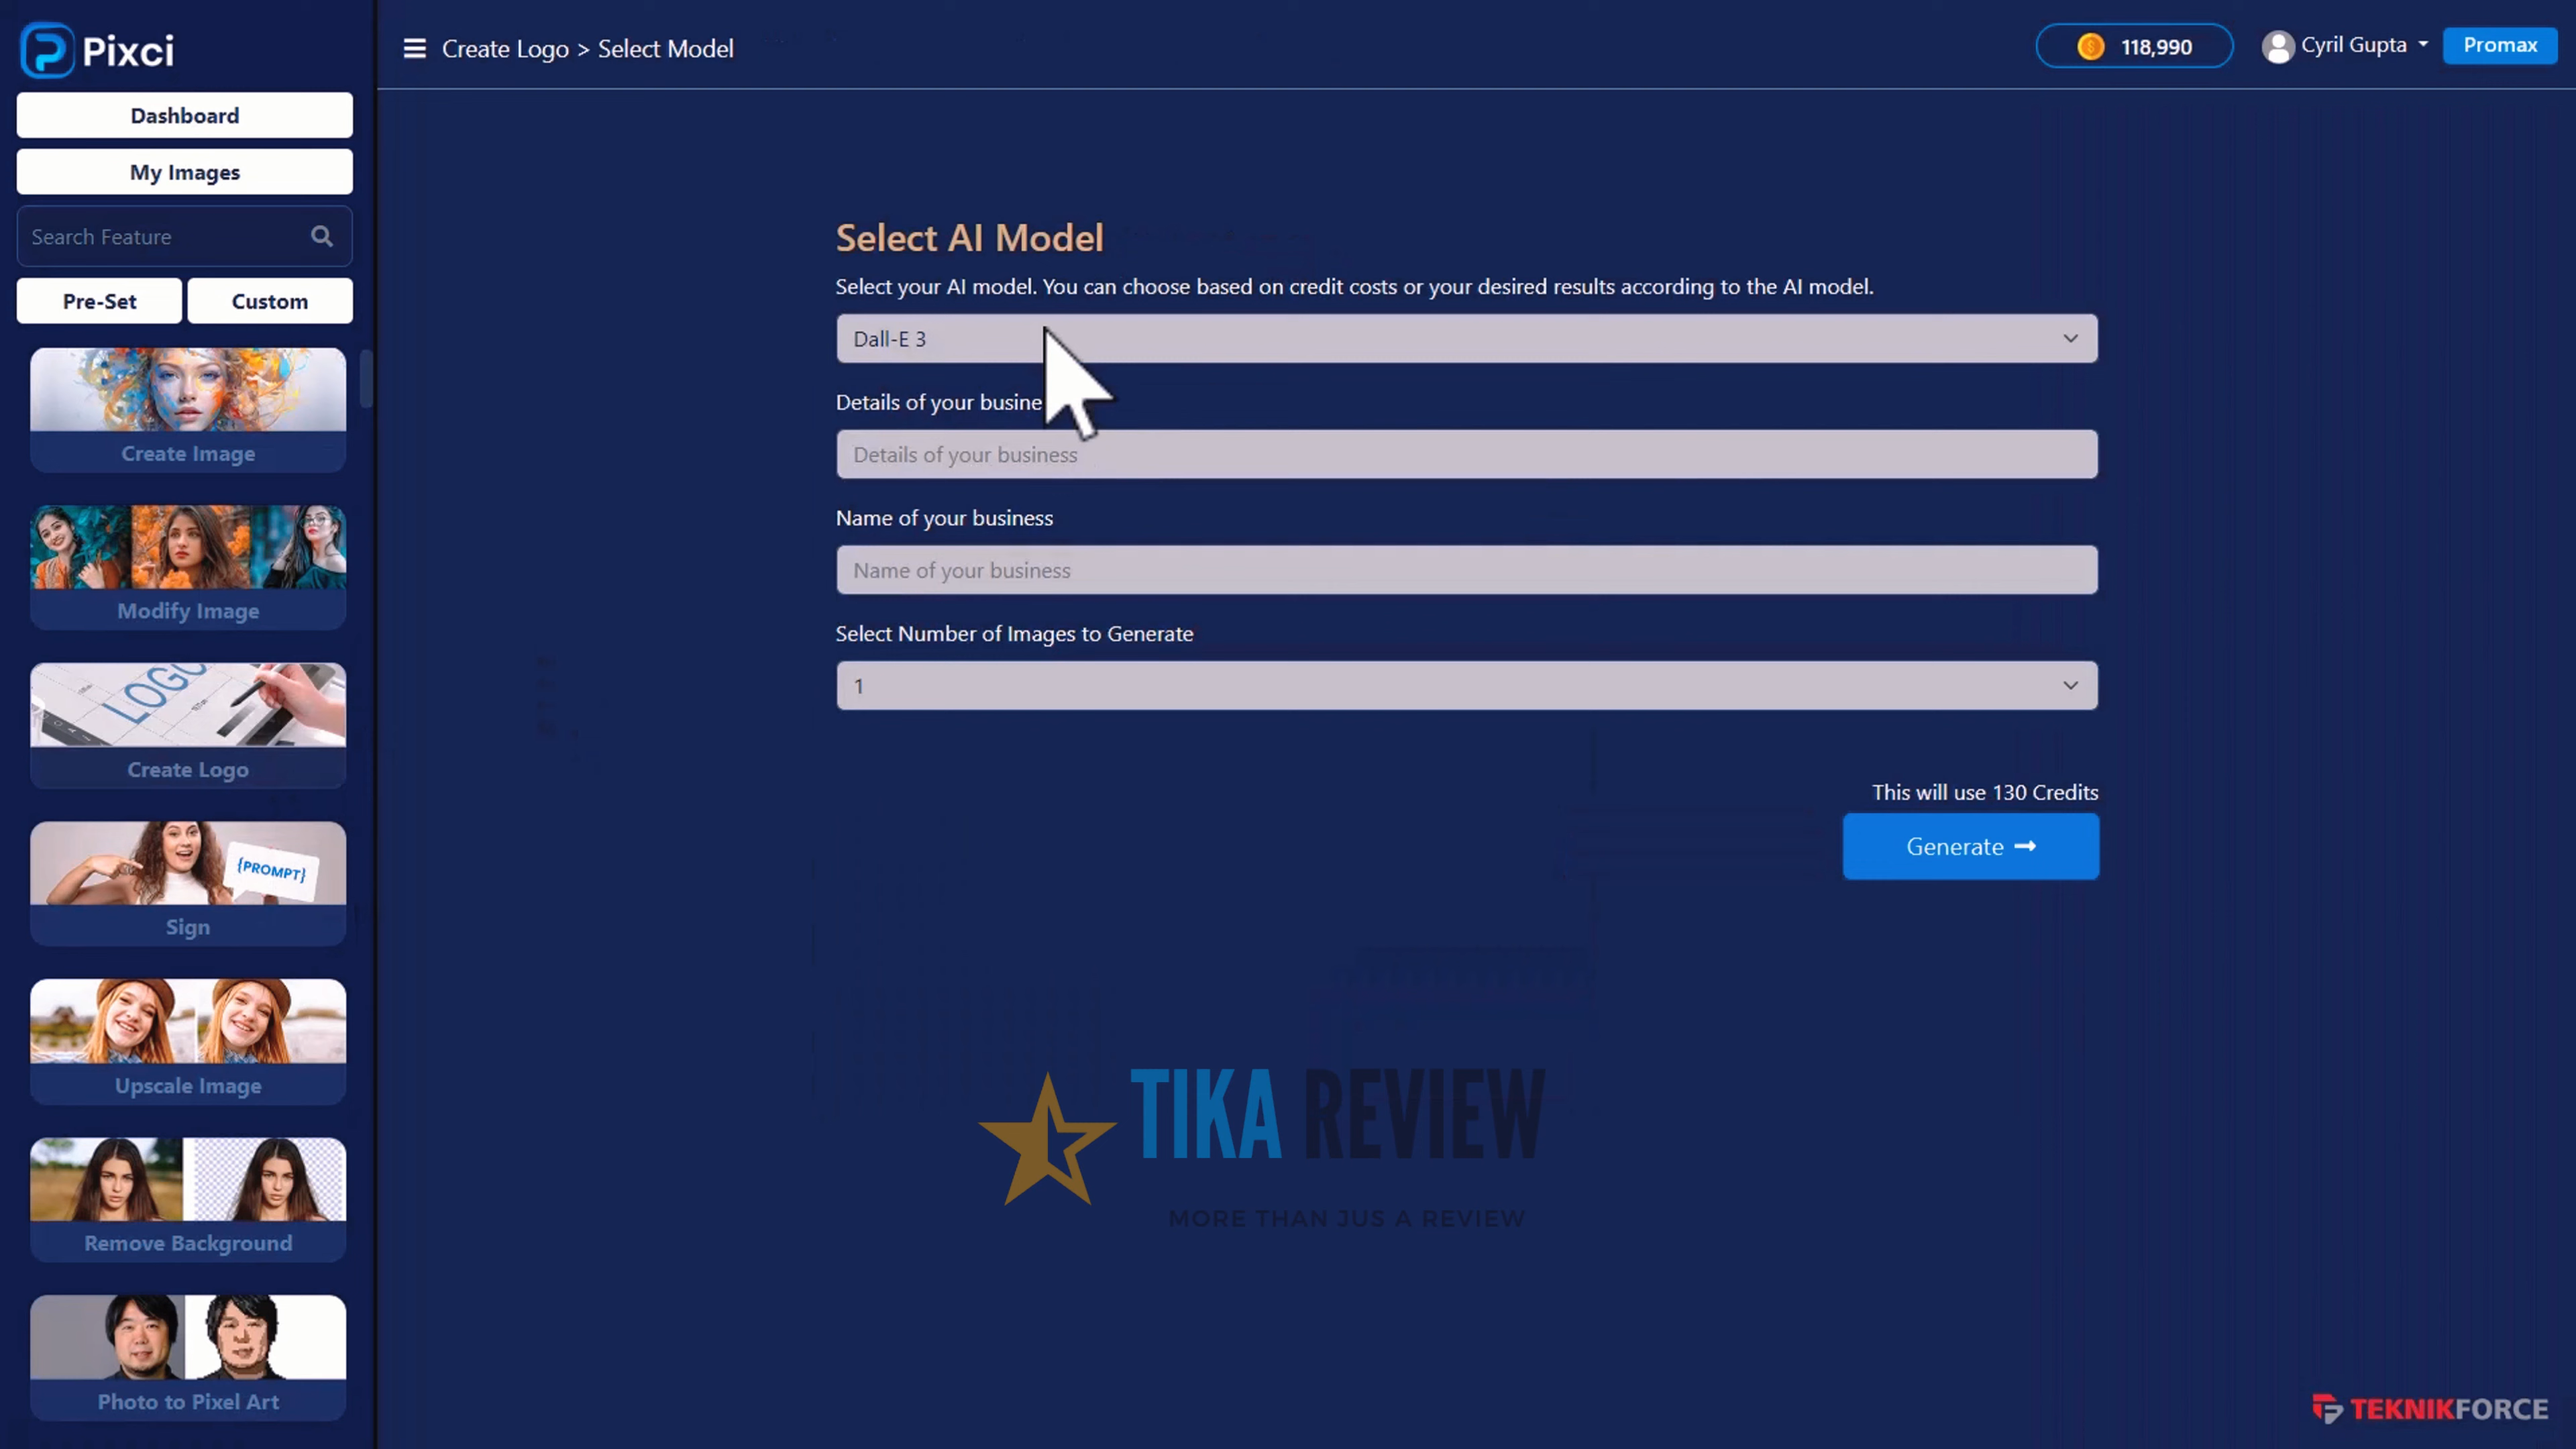 Pixci
Dashboard
My Images
Search Feature
Pre-Set
Custom
Create Image
Modify Image
LOGO
Create Logo
{PROMPT}
Sign
Upscale Image
Remove Background
Photo to Pixel Art
Create Logo > Select Model
118,990
Cyril Gupta
Promax
Select AI Model
Select your AI model. You can choose based on credit costs or your desired results according to the AI model.
Dall-E 3
Details of your busine
Details of your business
Name of your business
Name of your business
Select Number of Images to Generate
1
This will use 130 Credits
Generate
TIKA REVIEW
MORE THAN JUS A REVIEW
TEKNIKFORCE